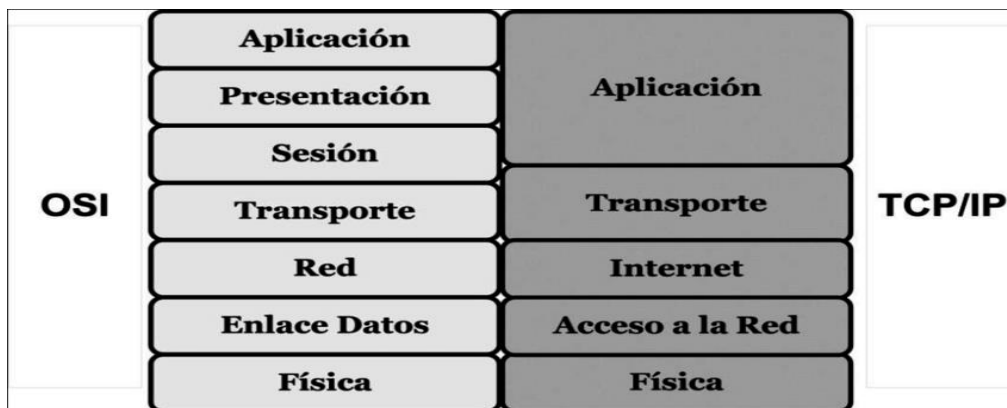 OSI
Aplicación
Presentación
Sesión
Transporte
Red
Enlace Datos
Física
Aplicación
Transporte
Internet
Acceso a la Red
Física
TCP/IP